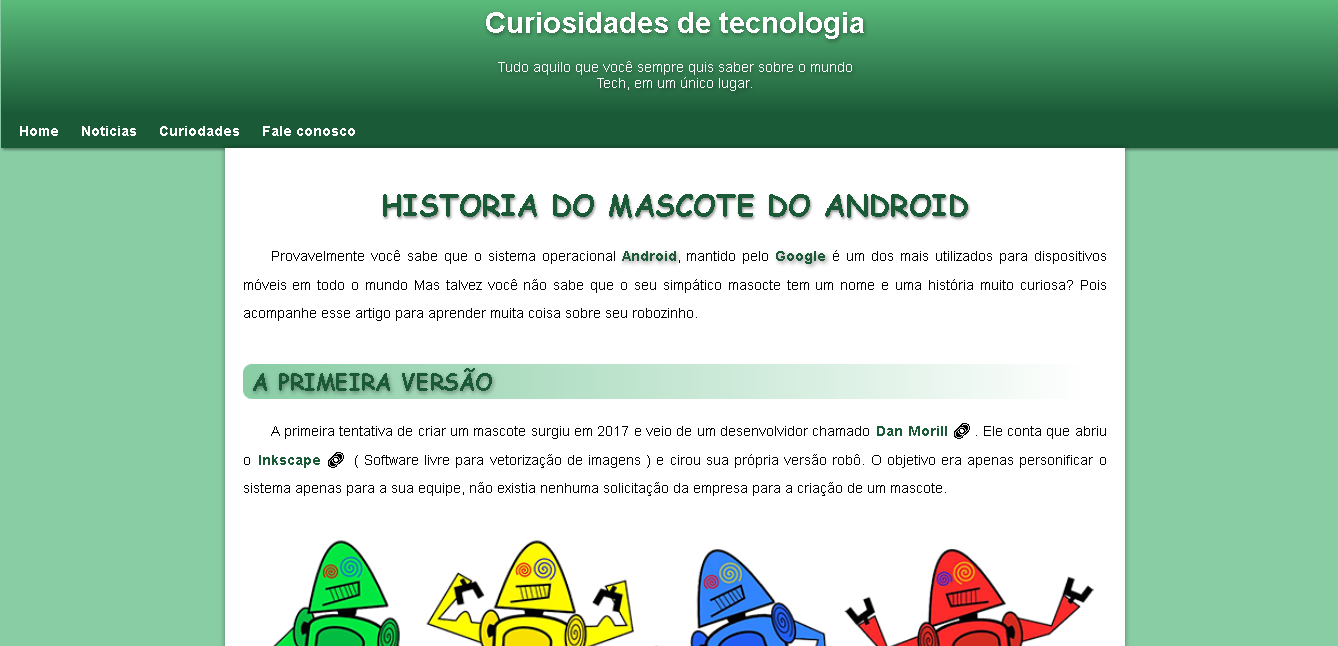 Curiosidades de tecnologia
Tudo aquilo que você sempre quis saber sobre o mundo
Tech, em um único lugar.
Home Noticias Curiodades Fale conosco
HISTORIA DO MASCOTE DO ANDROID
Provavelmente você sabe que o sistema operacional Android, mantido pelo Google é um dos mais utilizados para dispositivos
móveis em todo o mundo Mas talvez você não sabe que o seu simpático masocte tem um nome e uma história muito curiosa? Pois
acompanhe esse artigo para aprender muita coisa sobre seu robozinho.
A PRIMEIRA VERSÃO
A primeira tentativa de criar um mascote surgiu em 2017 e veio de um desenvolvidor chamado Dan Morill . Ele conta que abriu
o Inkscape ( Software livre para vetorização de imagens ) e cirou sua própria versão robô. O objetivo era apenas personificar o
sistema apenas para a sua equipe, não existia nenhuma solicitação da empresa para a criação de um mascote.